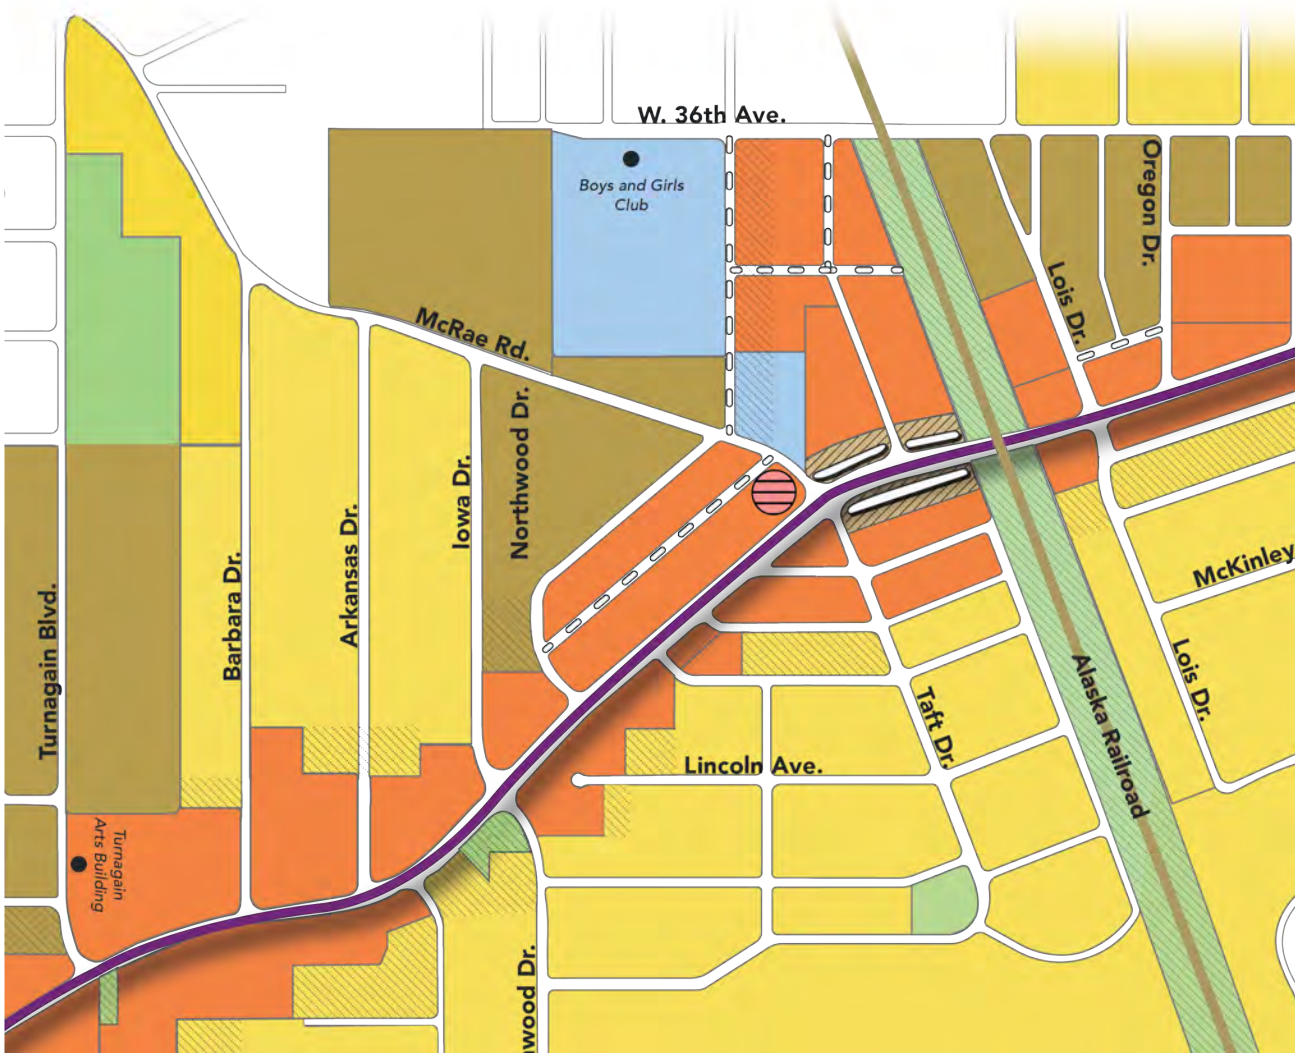 W. 36th Ave.
Boys and Girls
Club
Oregon Dr.
Lois Dr.
McRae Rd.
Northwood Dr.
Iowa Dr.
Arkansas Dr.
Barbara Dr.
Turnagain Blvd.
McKinley
Lois Dr.
Alaska Railroad
Taft Dr.
Lincoln Ave.
Turnagain
Arts Building
wood Dr.